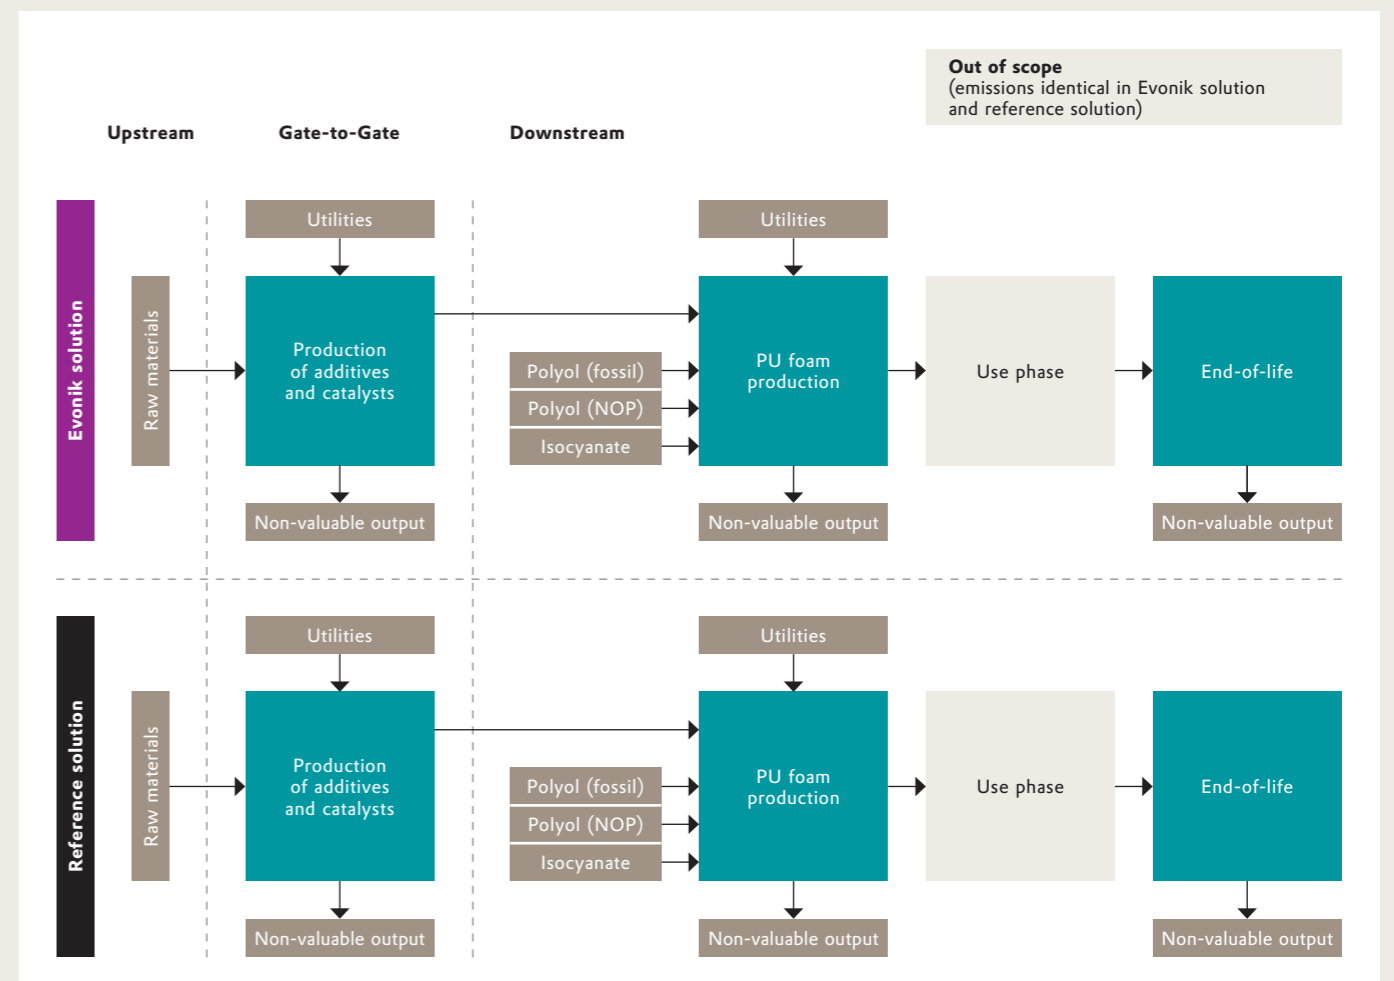 Out of scope
(emissions identical in Evonik solution
and reference solution)
Upstream
Gate-to-Gate
Downstream
Evonik solution
Raw materials
Utilities
Production
of additives
and catalysts
Non-valuable output
Polyol (fossil)
Polyol (NOP)
Isocyanate
Utilities
PU foam
production
Non-valuable output
Use phase
End-of-life
Non-valuable output
Reference solution
Raw materials
Utilities
Production
of additives
and catalysts
Non-valuable output
Polyol (fossil)
Polyol (NOP)
Isocyanate
Utilities
PU foam
production
Non-valuable output
Use phase
End-of-life
Non-valuable output